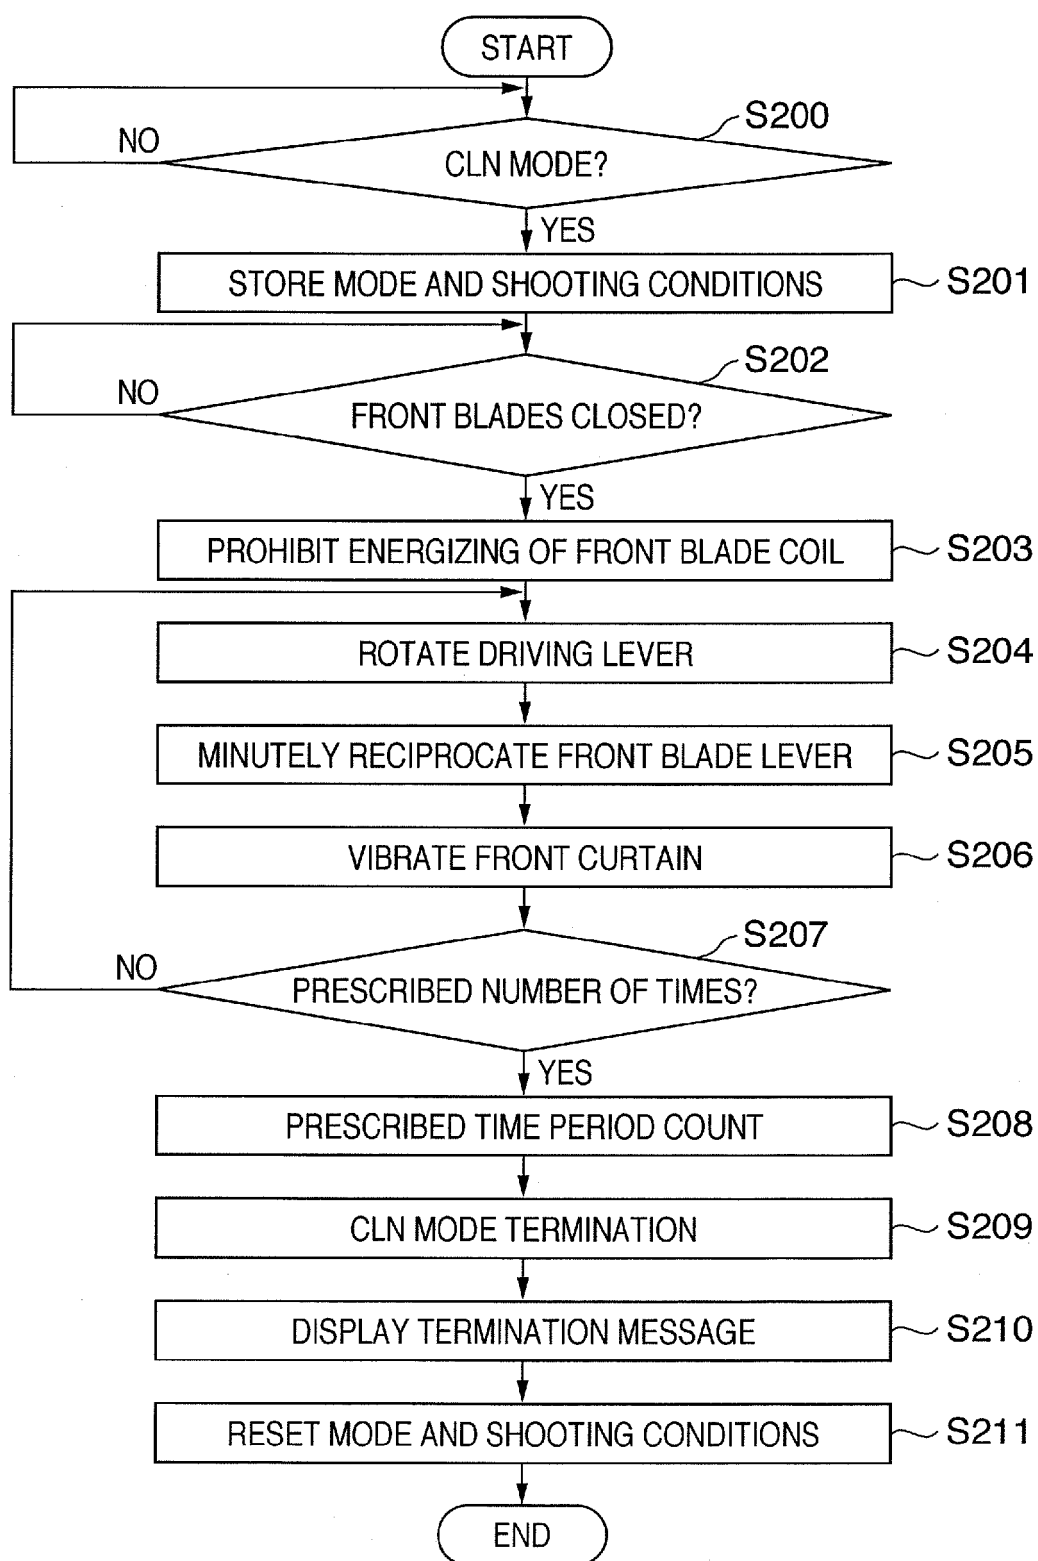 START
S200
NO
CLN MODE?
YES
STORE MODE AND SHOOTING CONDITIONS
S201
S202
NO
FRONT BLADES CLOSED?
YES
PROHIBIT ENERGIZING OF FRONT BLADE COIL
S203
ROTATE DRIVING LEVER
S204
MINUTELY RECIPROCATE FRONT BLADE LEVER
S205
VIBRATE FRONT CURTAIN
S206
S207
NO
PRESCRIBED NUMBER OF TIMES?
YES
PRESCRIBED TIME PERIOD COUNT
S208
CLN MODE TERMINATION
S209
DISPLAY TERMINATION MESSAGE
S210
RESET MODE AND SHOOTING CONDITIONS
S211
END